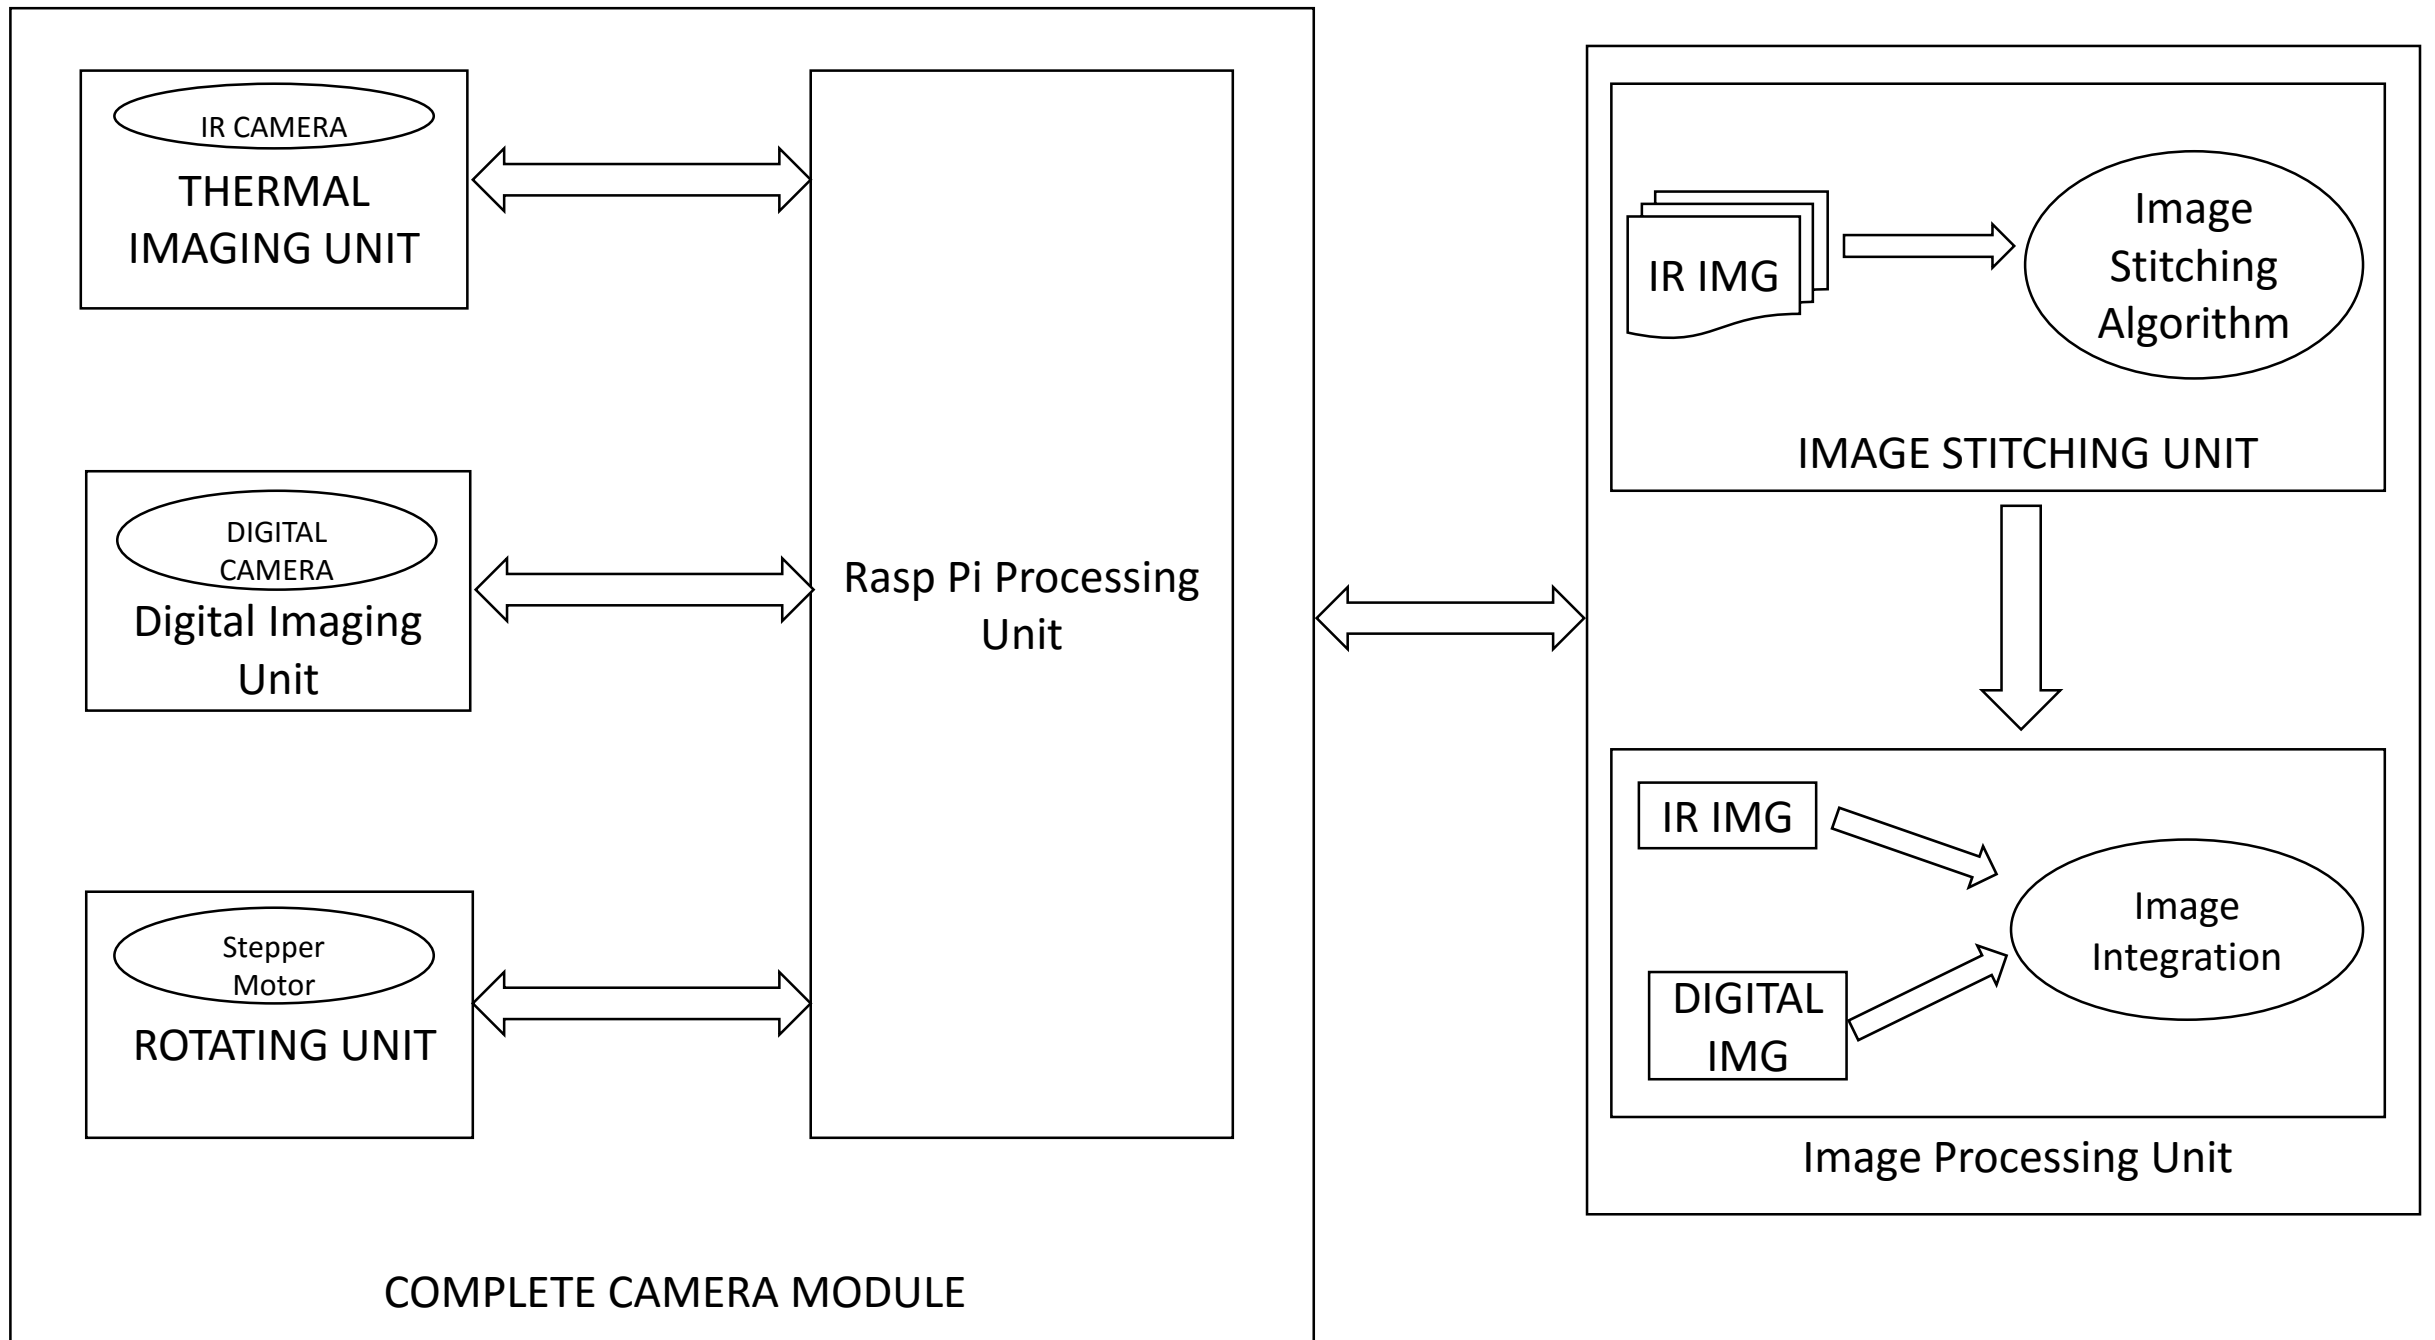 IR CAMERA
THERMAL
IMAGING UNIT
DIGITAL
CAMERA
Digital Imaging
Unit
Stepper
Motor
ROTATING UNIT
Rasp Pi Processing
Unit
COMPLETE CAMERA MODULE
IR IMG
Image
Stitching
Algorithm
IMAGE STITCHING UNIT
IR IMG
DIGITAL
IMG
Image
Integration
Image Processing Unit